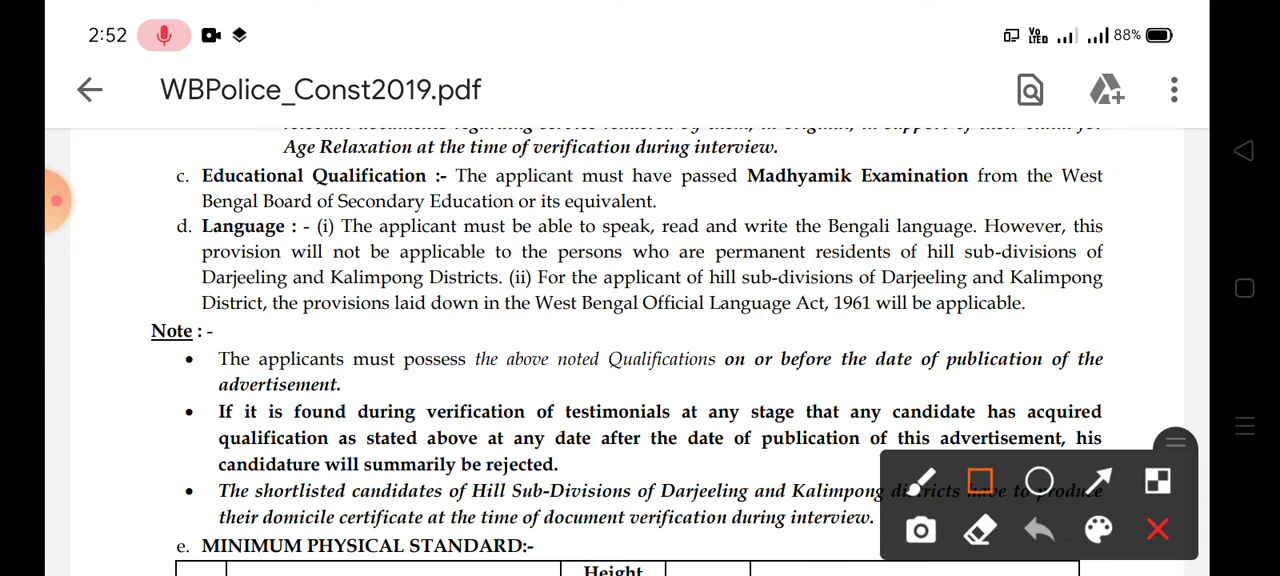 2:52
Vo LTED
88%
WBPolice_Const2019.pdf
Age Relaxation at the time of verification during interview.
c. Educational Qualification :- The applicant must have passed Madhyamik Examination from the West
Bengal Board of Secondary Education or its equivalent.
d. Language : - (i) The applicant must be able to speak, read and write the Bengali language. However, this
provision will not be applicable to the persons who are permanent residents of hill sub-divisions of
Darjeeling and Kalimpong Districts. (ii) For the applicant of hill sub-divisions of Darjeeling and Kalimpong
District, the provisions laid down in the West Bengal Official Language Act, 1961 will be applicable.
Note : -
• The applicants must possess the above noted Qualifications on or before the date of publication of the
advertisement.
• If it is found during verification of testimonials at any stage that any candidate has acquired
qualification as stated above at any date after the date of publication of this advertisement, his
candidature will summarily be rejected.
• The shortlisted candidates of Hill Sub-Divisions of Darjeeling and Kalimpong districts have to produce
their domicile certificate at the time of document verification during interview.
e. MINIMUM PHYSICAL STANDARD:-
Height